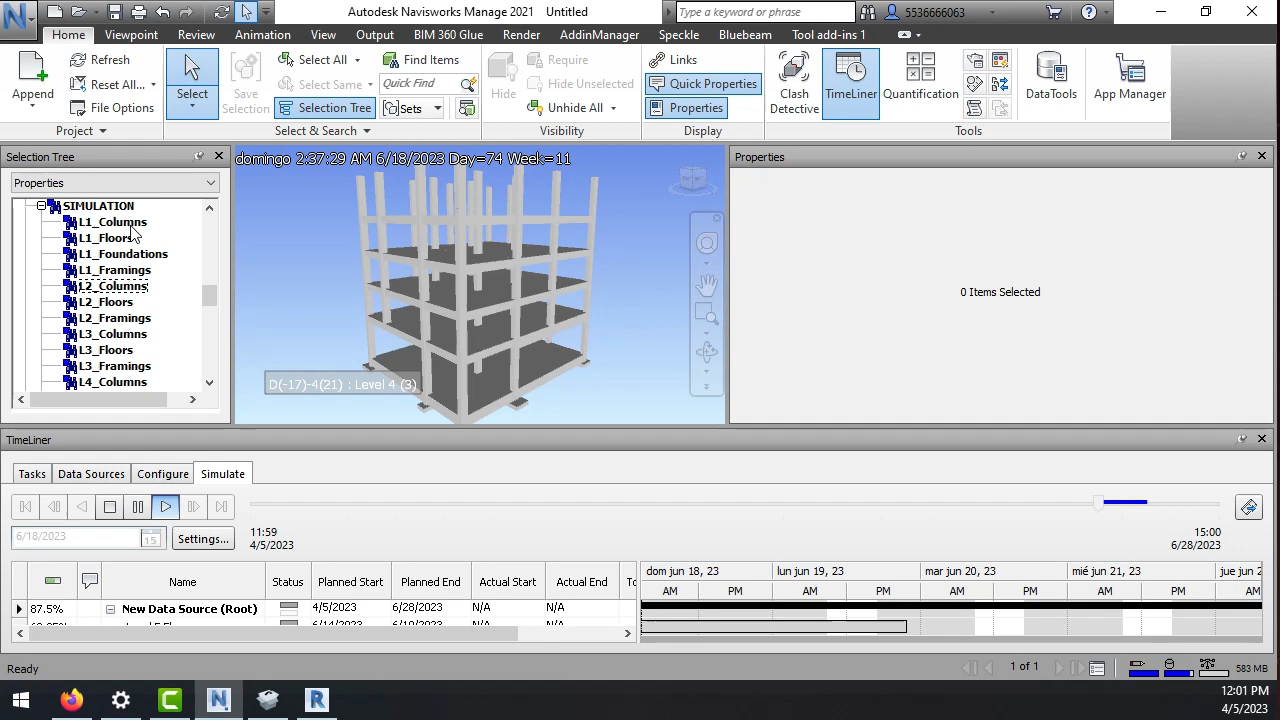 Autodesk Navisworks Manage 2021 Untitled
Type a keyword or phrase
5536666063
Home Viewpoint Review Animation View Output BIM 360 Glue Render AddinManager Speckle Bluebeam Tool add-ins 1
Append
Refresh
Reset All...
File Options
Project
Select
Save Selection
Select All
Select Same
Selection Tree
Find Items
Quick Find
Sets
Select & Search
Hide
Require
Hide Unselected
Unhide All
Visibility
Links
Quick Properties
Properties
Display
Clash Detective
TimeLiner
Quantification
DataTools
App Manager
Tools
Selection Tree
Properties
SIMULATION
L1_Columns
L1_Floors
L1_Foundations
L1_Framings
L2_Columns
L2_Floors
L2_Framings
L3_Columns
L3_Floors
L3_Framings
L4_Columns
domingo 2:37:29 AM 6/18/2023 Day=74 Week=11
D(-17)-4(21) : Level 4 (3)
Properties
0 Items Selected
TimeLiner
Tasks Data Sources Configure Simulate
6/18/2023
15
Settings...
11:59
4/5/2023
15:00
6/28/2023
Name Status Planned Start Planned End Actual Start Actual End
87.5% New Data Source (Root) 4/5/2023 6/28/2023 N/A N/A
dom jun 18, 23 lun jun 19, 23 mar jun 20, 23 mié jun 21, 23
AM PM AM PM AM PM AM PM AM
Ready
1 of 1
583 MB
12:01 PM
4/5/2023